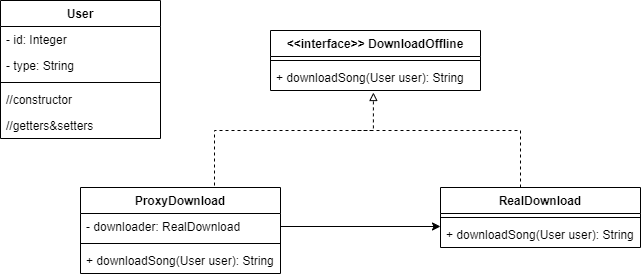 User
- id: Integer
- type: String
//constructor
//getters&setters
<<interface>> DownloadOffline
+ downloadSong(User user): String
ProxyDownload
- downloader: RealDownload
+ downloadSong(User user): String
RealDownload
+ downloadSong(User user): String